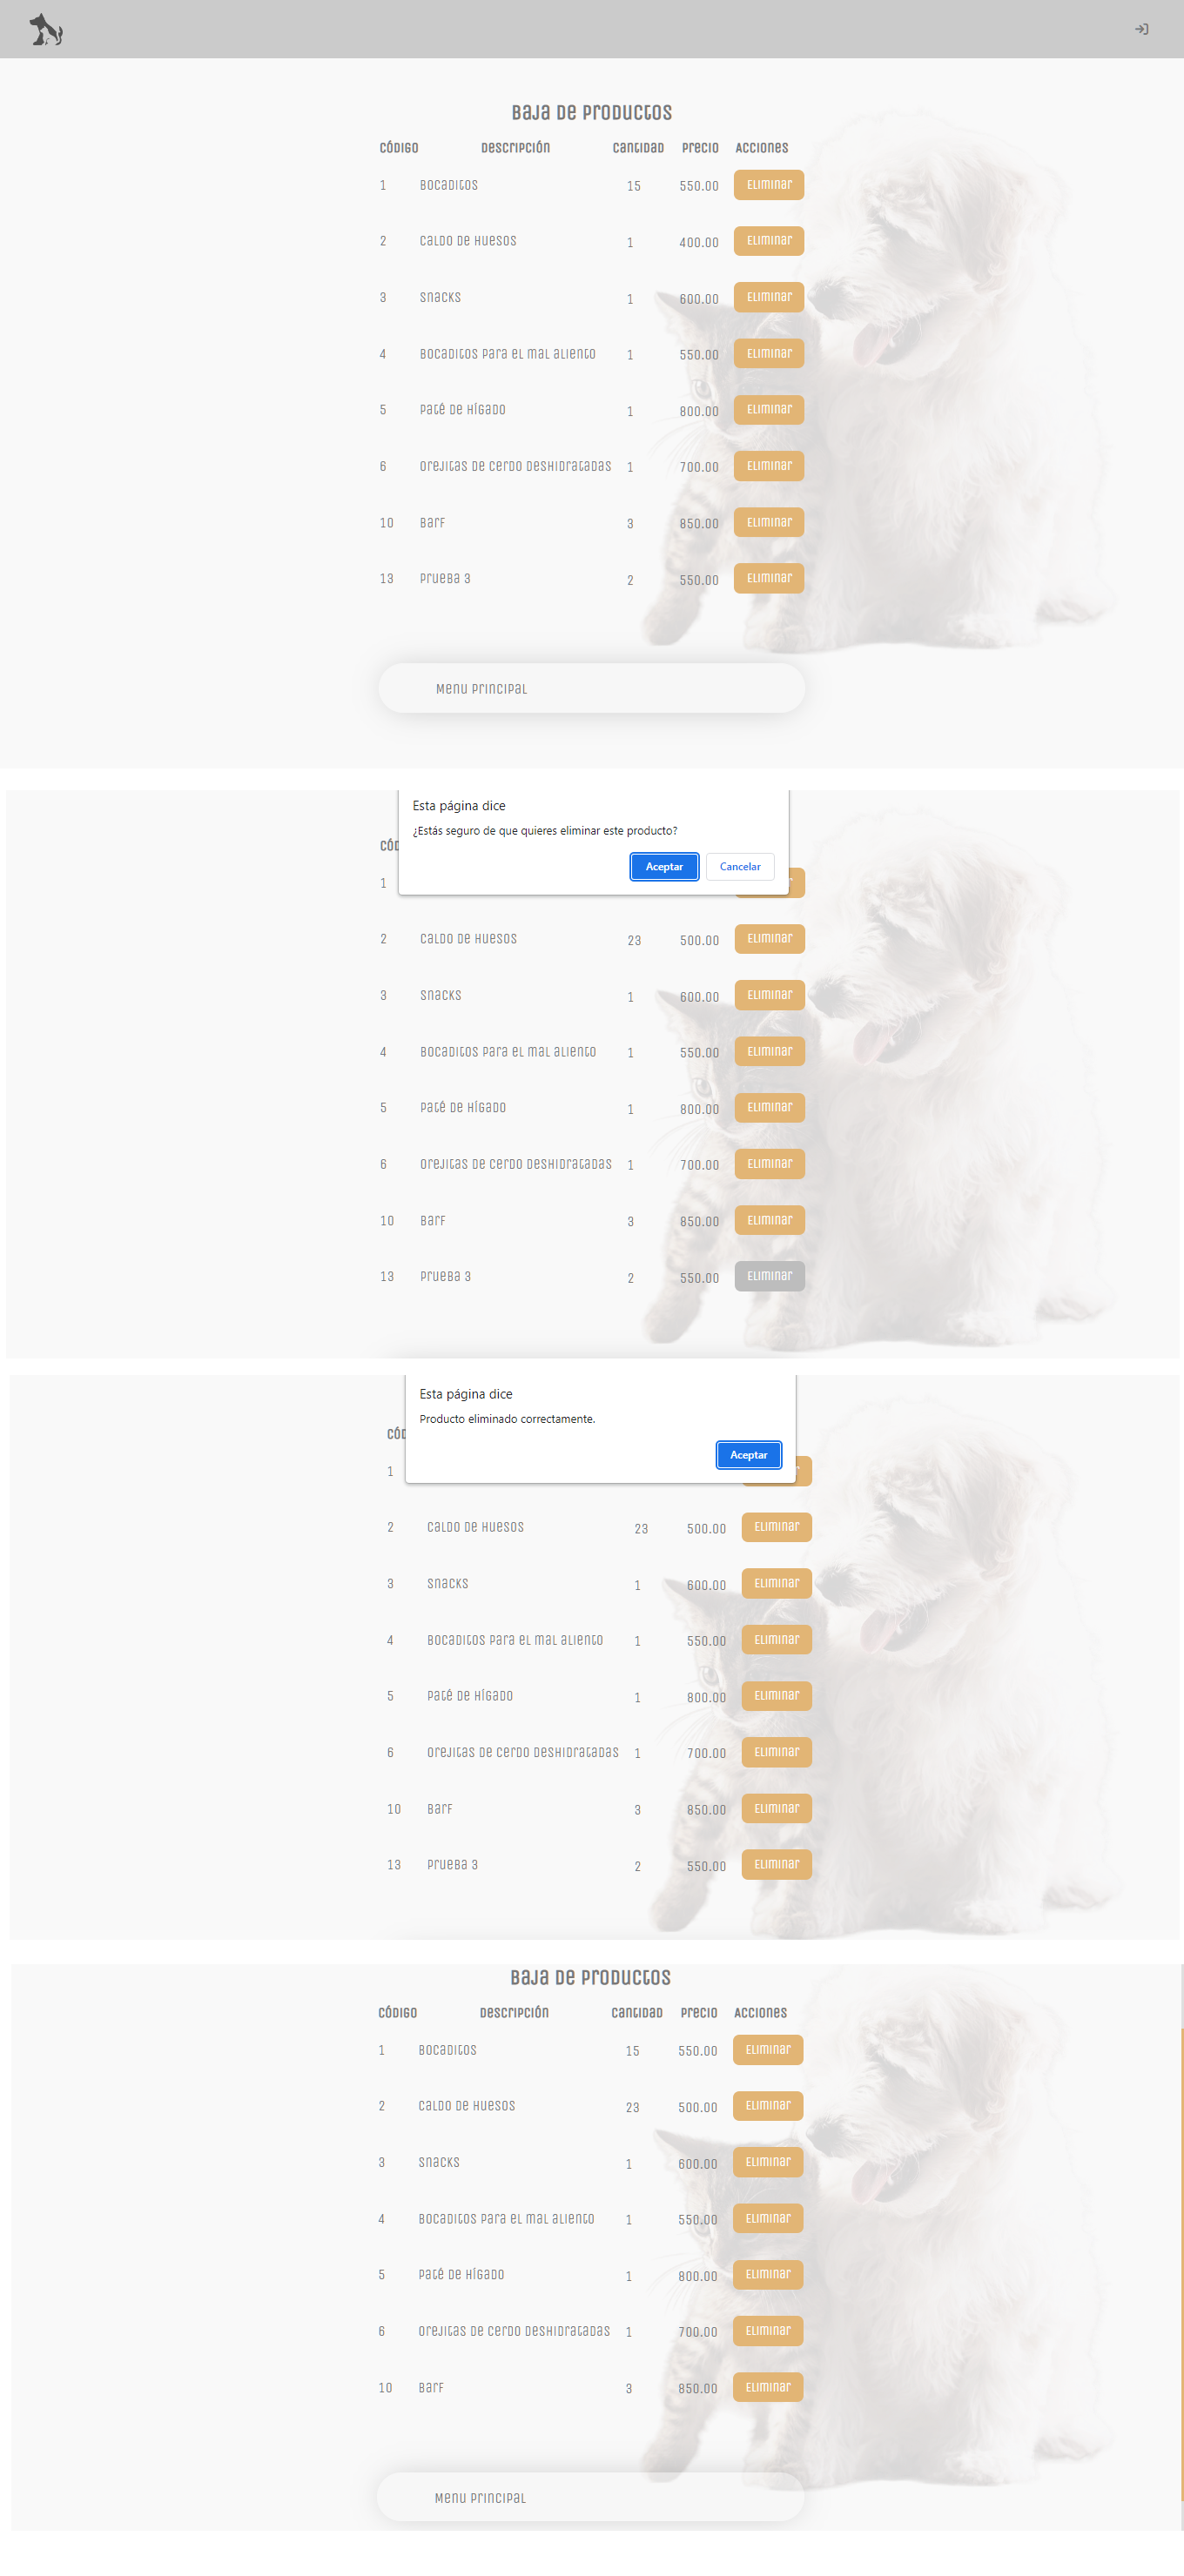 Baja de Productos
Código Descripción Cantidad Precio Acciones
1 Bocaditos 15 550.00 Eliminar
2 Caldo de Huesos 1 400.00 Eliminar
3 Snacks 1 600.00 Eliminar
4 Bocaditos para el mal aliento 1 550.00 Eliminar
5 Paté de Hígado 1 800.00 Eliminar
6 Orejitas de cerdo deshidratadas 1 700.00 Eliminar
10 Barf 3 850.00 Eliminar
13 Prueba 3 2 550.00 Eliminar
Menu Principal
Esta página dice
¿Estás seguro de que quieres eliminar este producto?
Aceptar Cancelar
1
2 Caldo de Huesos 23 500.00 Eliminar
3 Snacks 1 600.00 Eliminar
4 Bocaditos para el mal aliento 1 550.00 Eliminar
5 Paté de Hígado 1 800.00 Eliminar
6 Orejitas de cerdo deshidratadas 1 700.00 Eliminar
10 Barf 3 850.00 Eliminar
13 Prueba 3 2 550.00 Eliminar
Esta página dice
Producto eliminado correctamente.
Aceptar
1
2 Caldo de Huesos 23 500.00 Eliminar
3 Snacks 1 600.00 Eliminar
4 Bocaditos para el mal aliento 1 550.00 Eliminar
5 Paté de Hígado 1 800.00 Eliminar
6 Orejitas de cerdo deshidratadas 1 700.00 Eliminar
10 Barf 3 850.00 Eliminar
13 Prueba 3 2 550.00 Eliminar
Baja de Productos
Código Descripción Cantidad Precio Acciones
1 Bocaditos 15 550.00 Eliminar
2 Caldo de Huesos 23 500.00 Eliminar
3 Snacks 1 600.00 Eliminar
4 Bocaditos para el mal aliento 1 550.00 Eliminar
5 Paté de Hígado 1 800.00 Eliminar
6 Orejitas de cerdo deshidratadas 1 700.00 Eliminar
10 Barf 3 850.00 Eliminar
Menu Principal